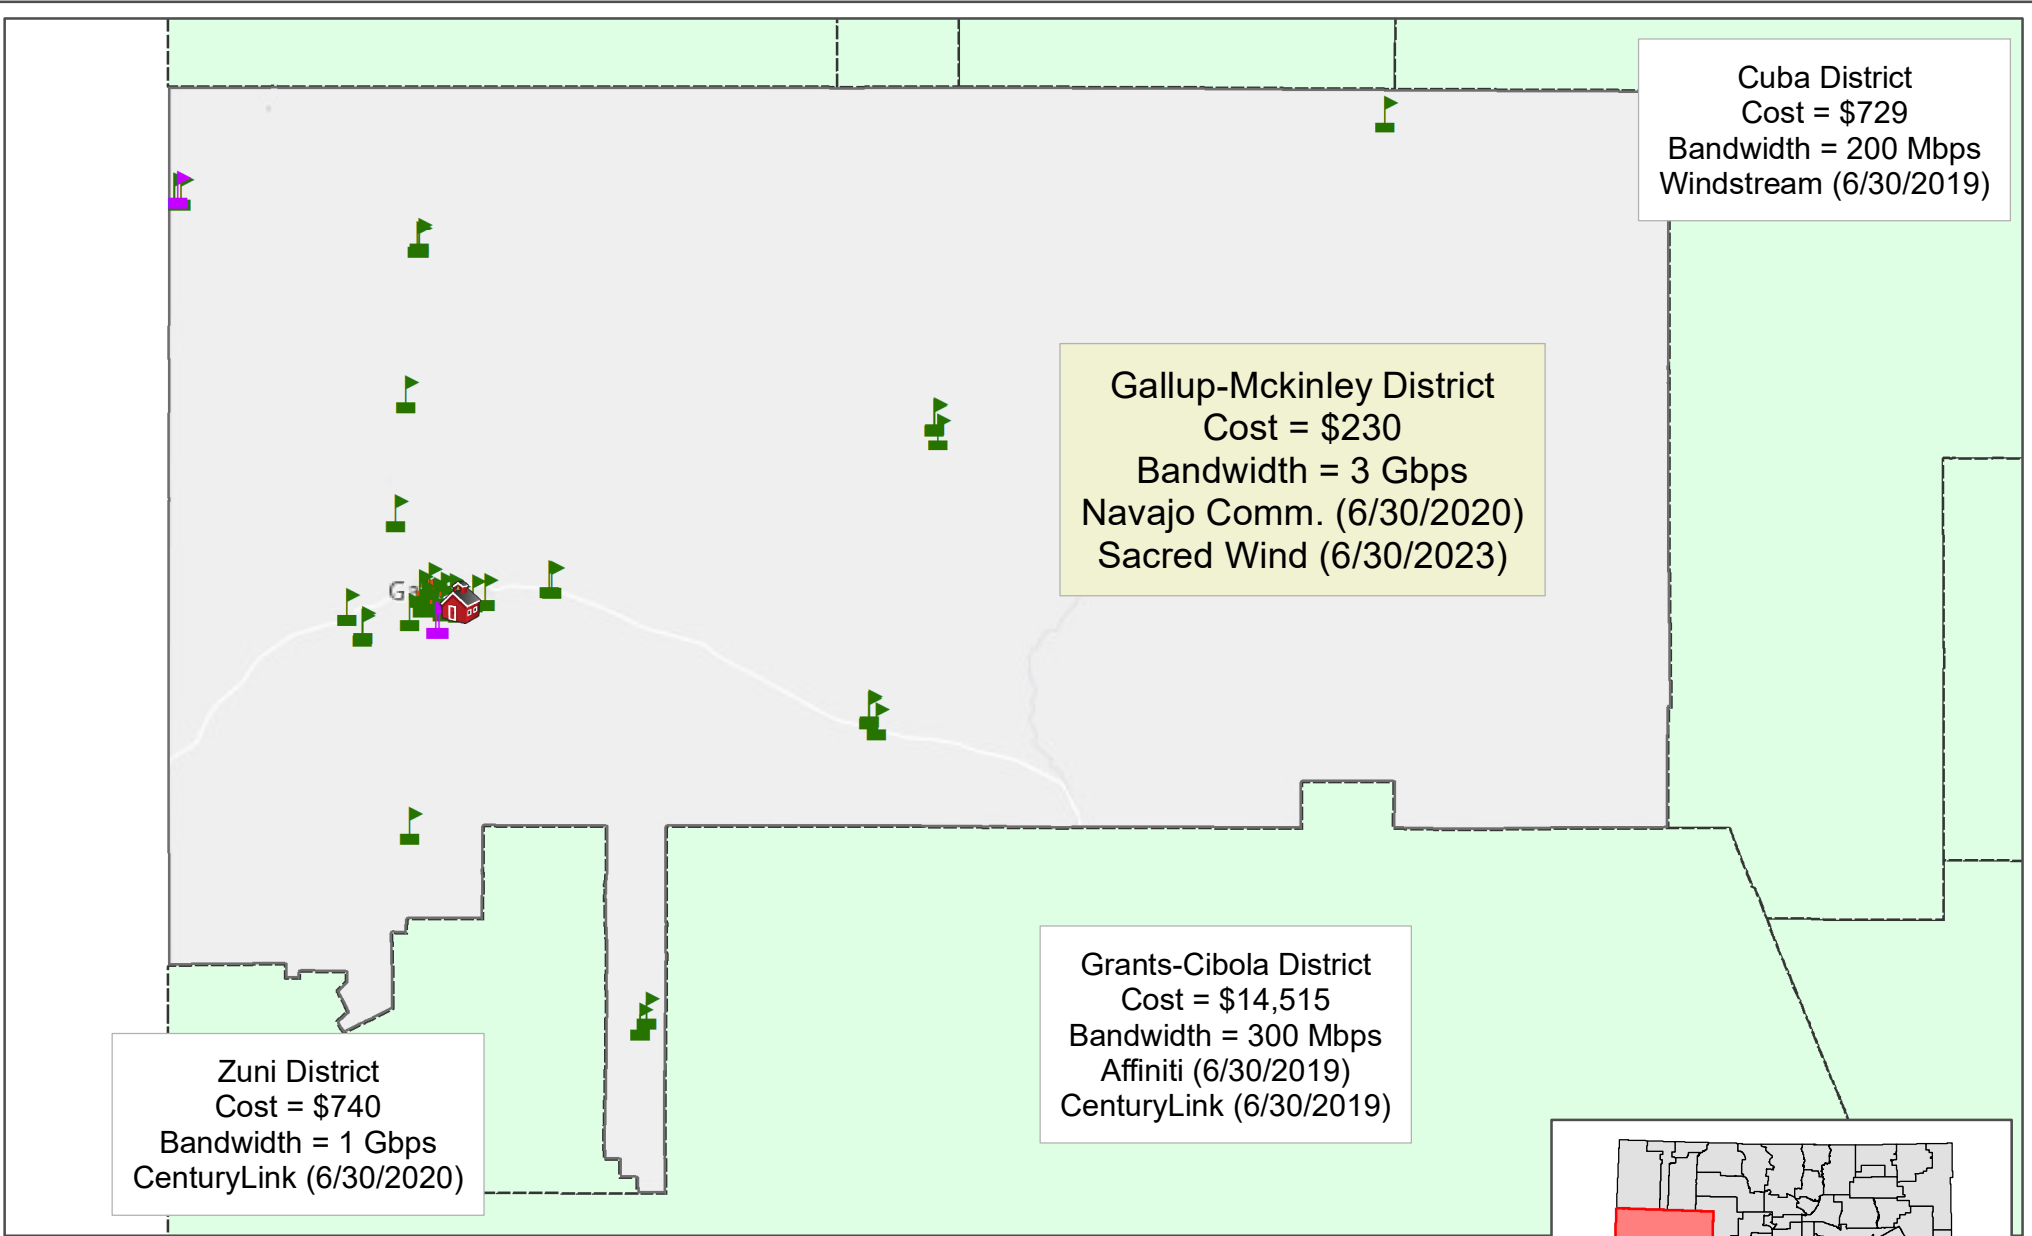 Cuba District
Cost = $729
Bandwidth = 200 Mbps
Windstream (6/30/2019)
Gallup-Mckinley District
Cost = $230
Bandwidth = 3 Gbps
Navajo Comm. (6/30/2020)
Sacred Wind (6/30/2023)
Ga
Grants-Cibola District
Cost = $14,515
Bandwidth = 300 Mbps
Affiniti (6/30/2019)
CenturyLink (6/30/2019)
Zuni District
Cost = $740
Bandwidth = 1 Gbps
CenturyLink (6/30/2020)